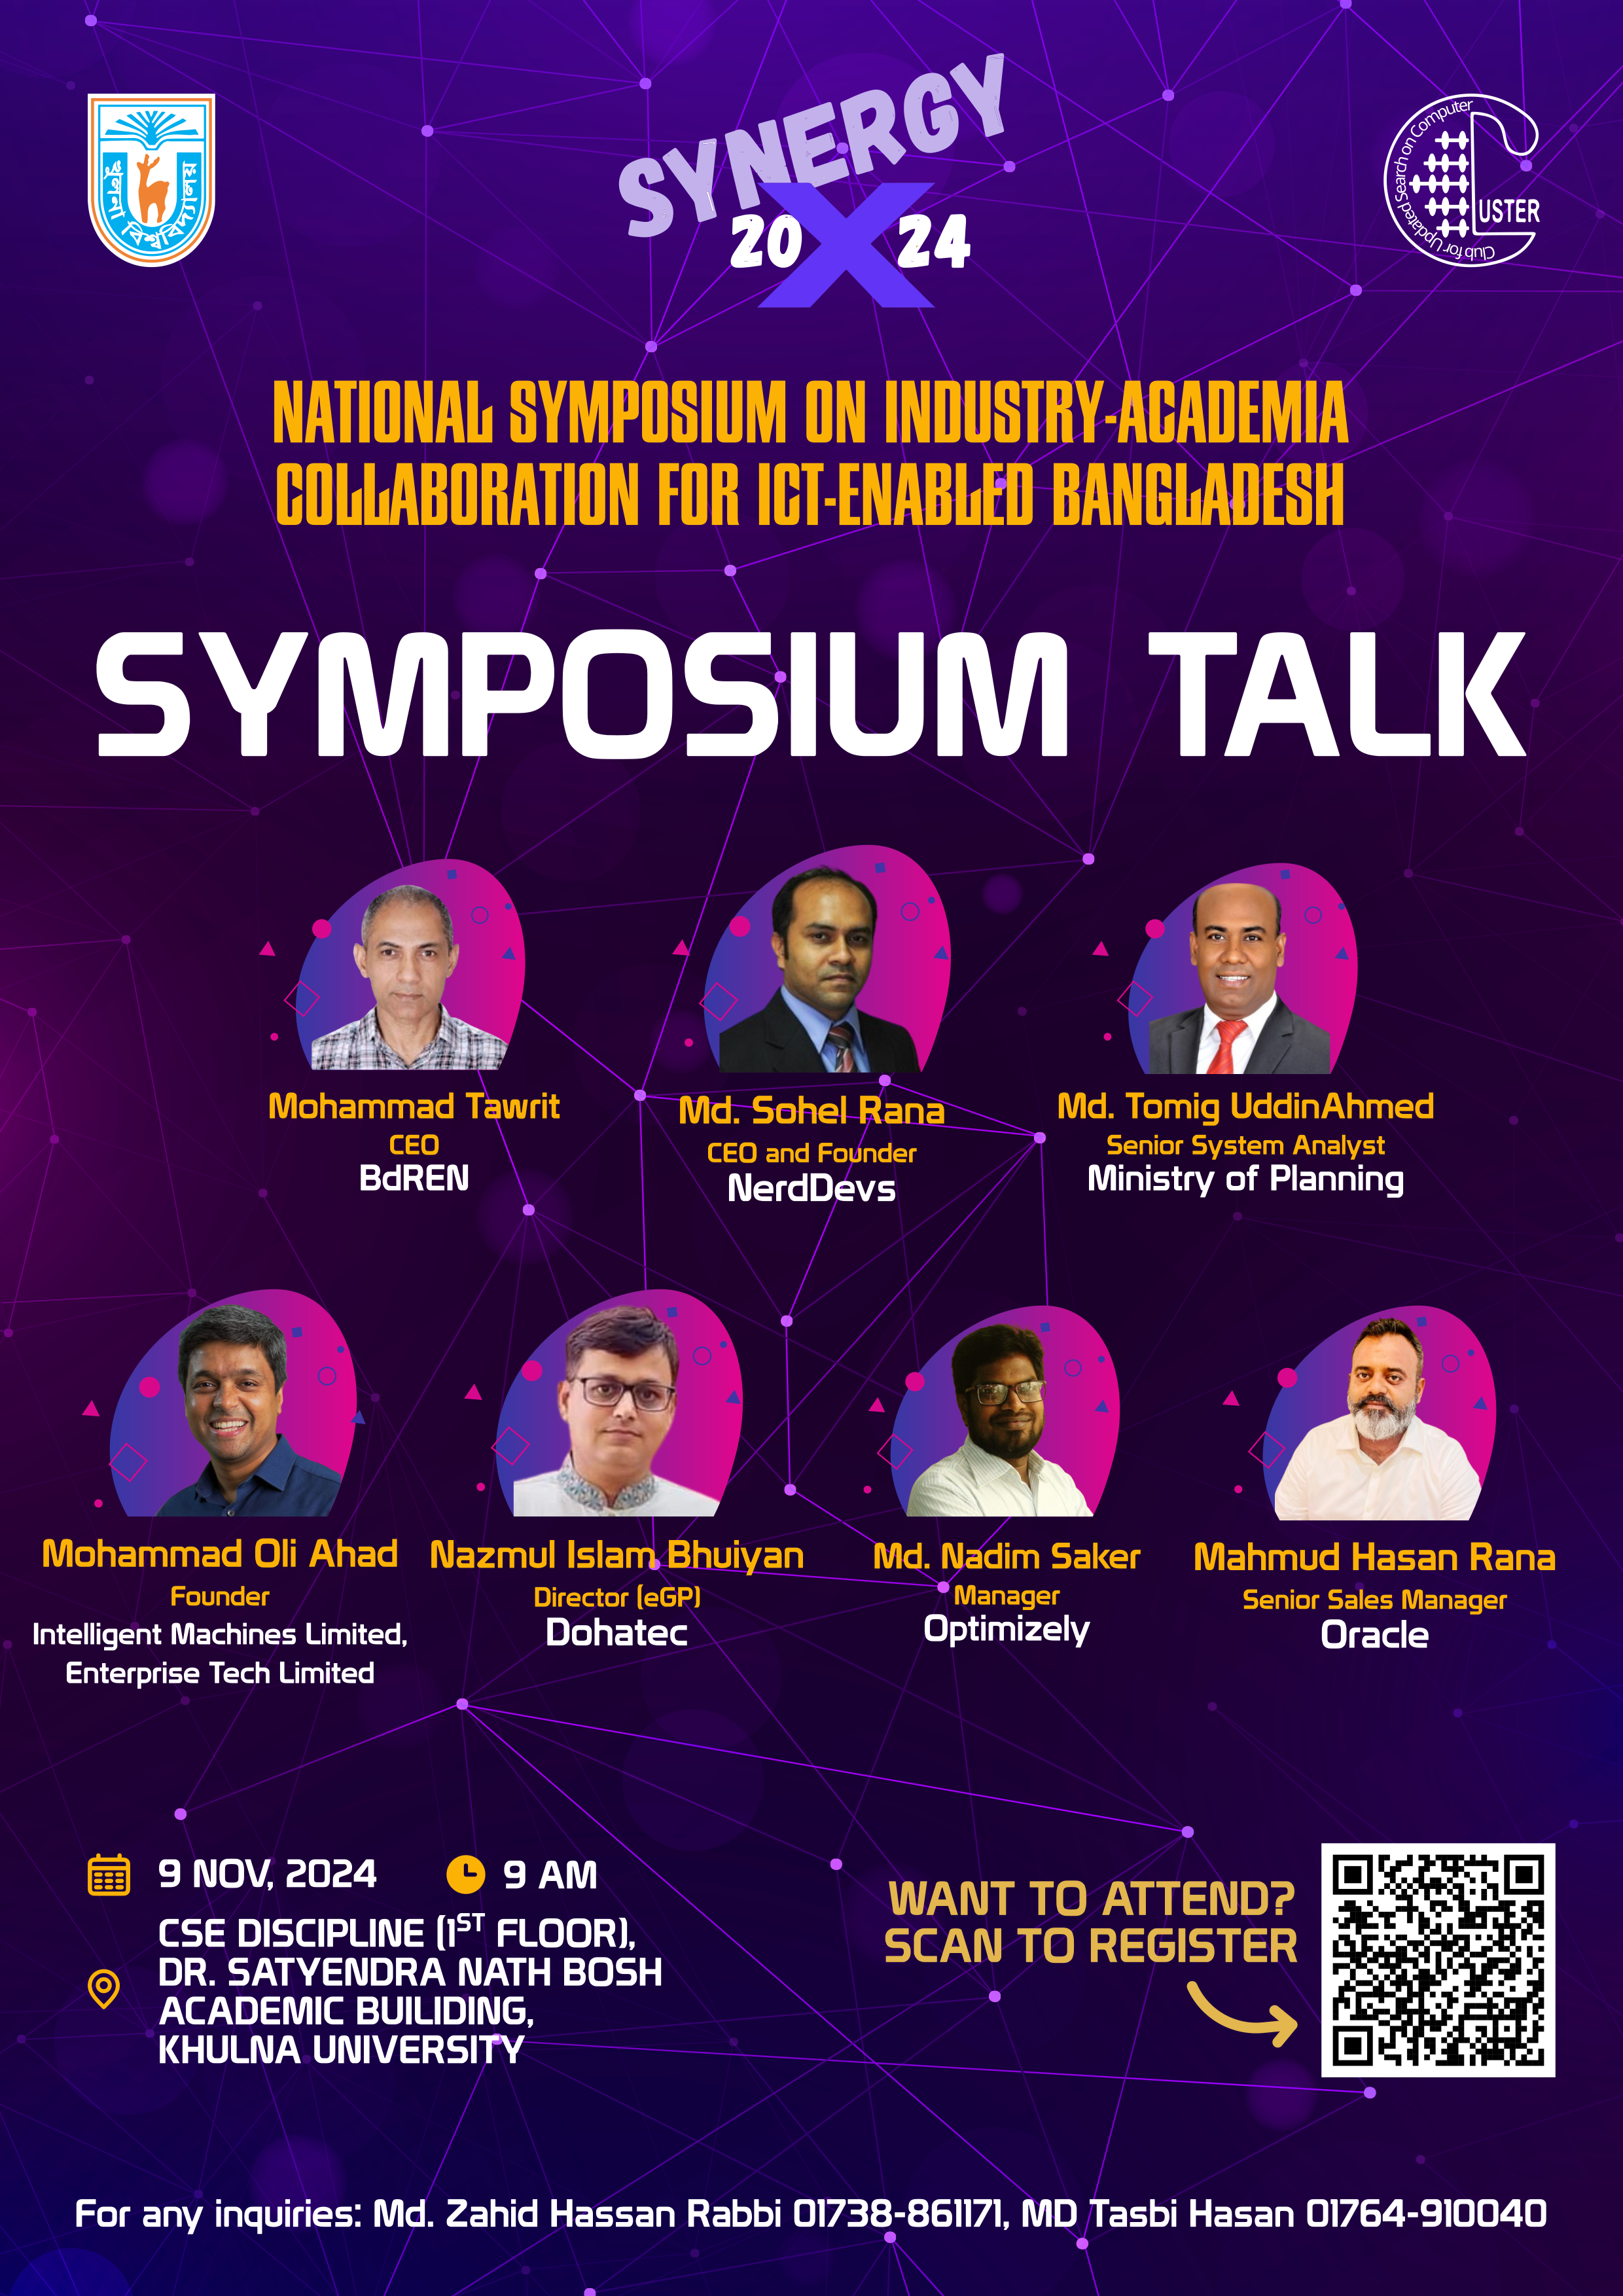 খুলনা বিশ্ববিদ্যালয়
SYNERGY
20X24
Club for Updated Search on Computer
CLUSTER
NATIONAL SYMPOSIUM ON INDUSTRY-ACADEMIA
COLLABORATION FOR ICT-ENABLED BANGLADESH
SYMPOSIUM TALK
Mohammad Tawrit
CEO
BdREN
Md. Sohel Rana
CEO and Founder
NerdDevs
Md. Tomig UddinAhmed
Senior System Analyst
Ministry of Planning
Mohammad Oli Ahad
Founder
Intelligent Machines Limited,
Enterprise Tech Limited
Nazmul Islam Bhuiyan
Director (eGP)
Dohatec
Md. Nadim Saker
Manager
Optimizely
Mahmud Hasan Rana
Senior Sales Manager
Oracle
9 NOV, 2024
9 AM
CSE DISCIPLINE (1ST FLOOR),
DR. SATYENDRA NATH BOSH
ACADEMIC BUILIDING,
KHULNA UNIVERSITY
WANT TO ATTEND?
SCAN TO REGISTER
For any inquiries: Md. Zahid Hassan Rabbi 01738-861171, MD Tasbi Hasan 01764-910040